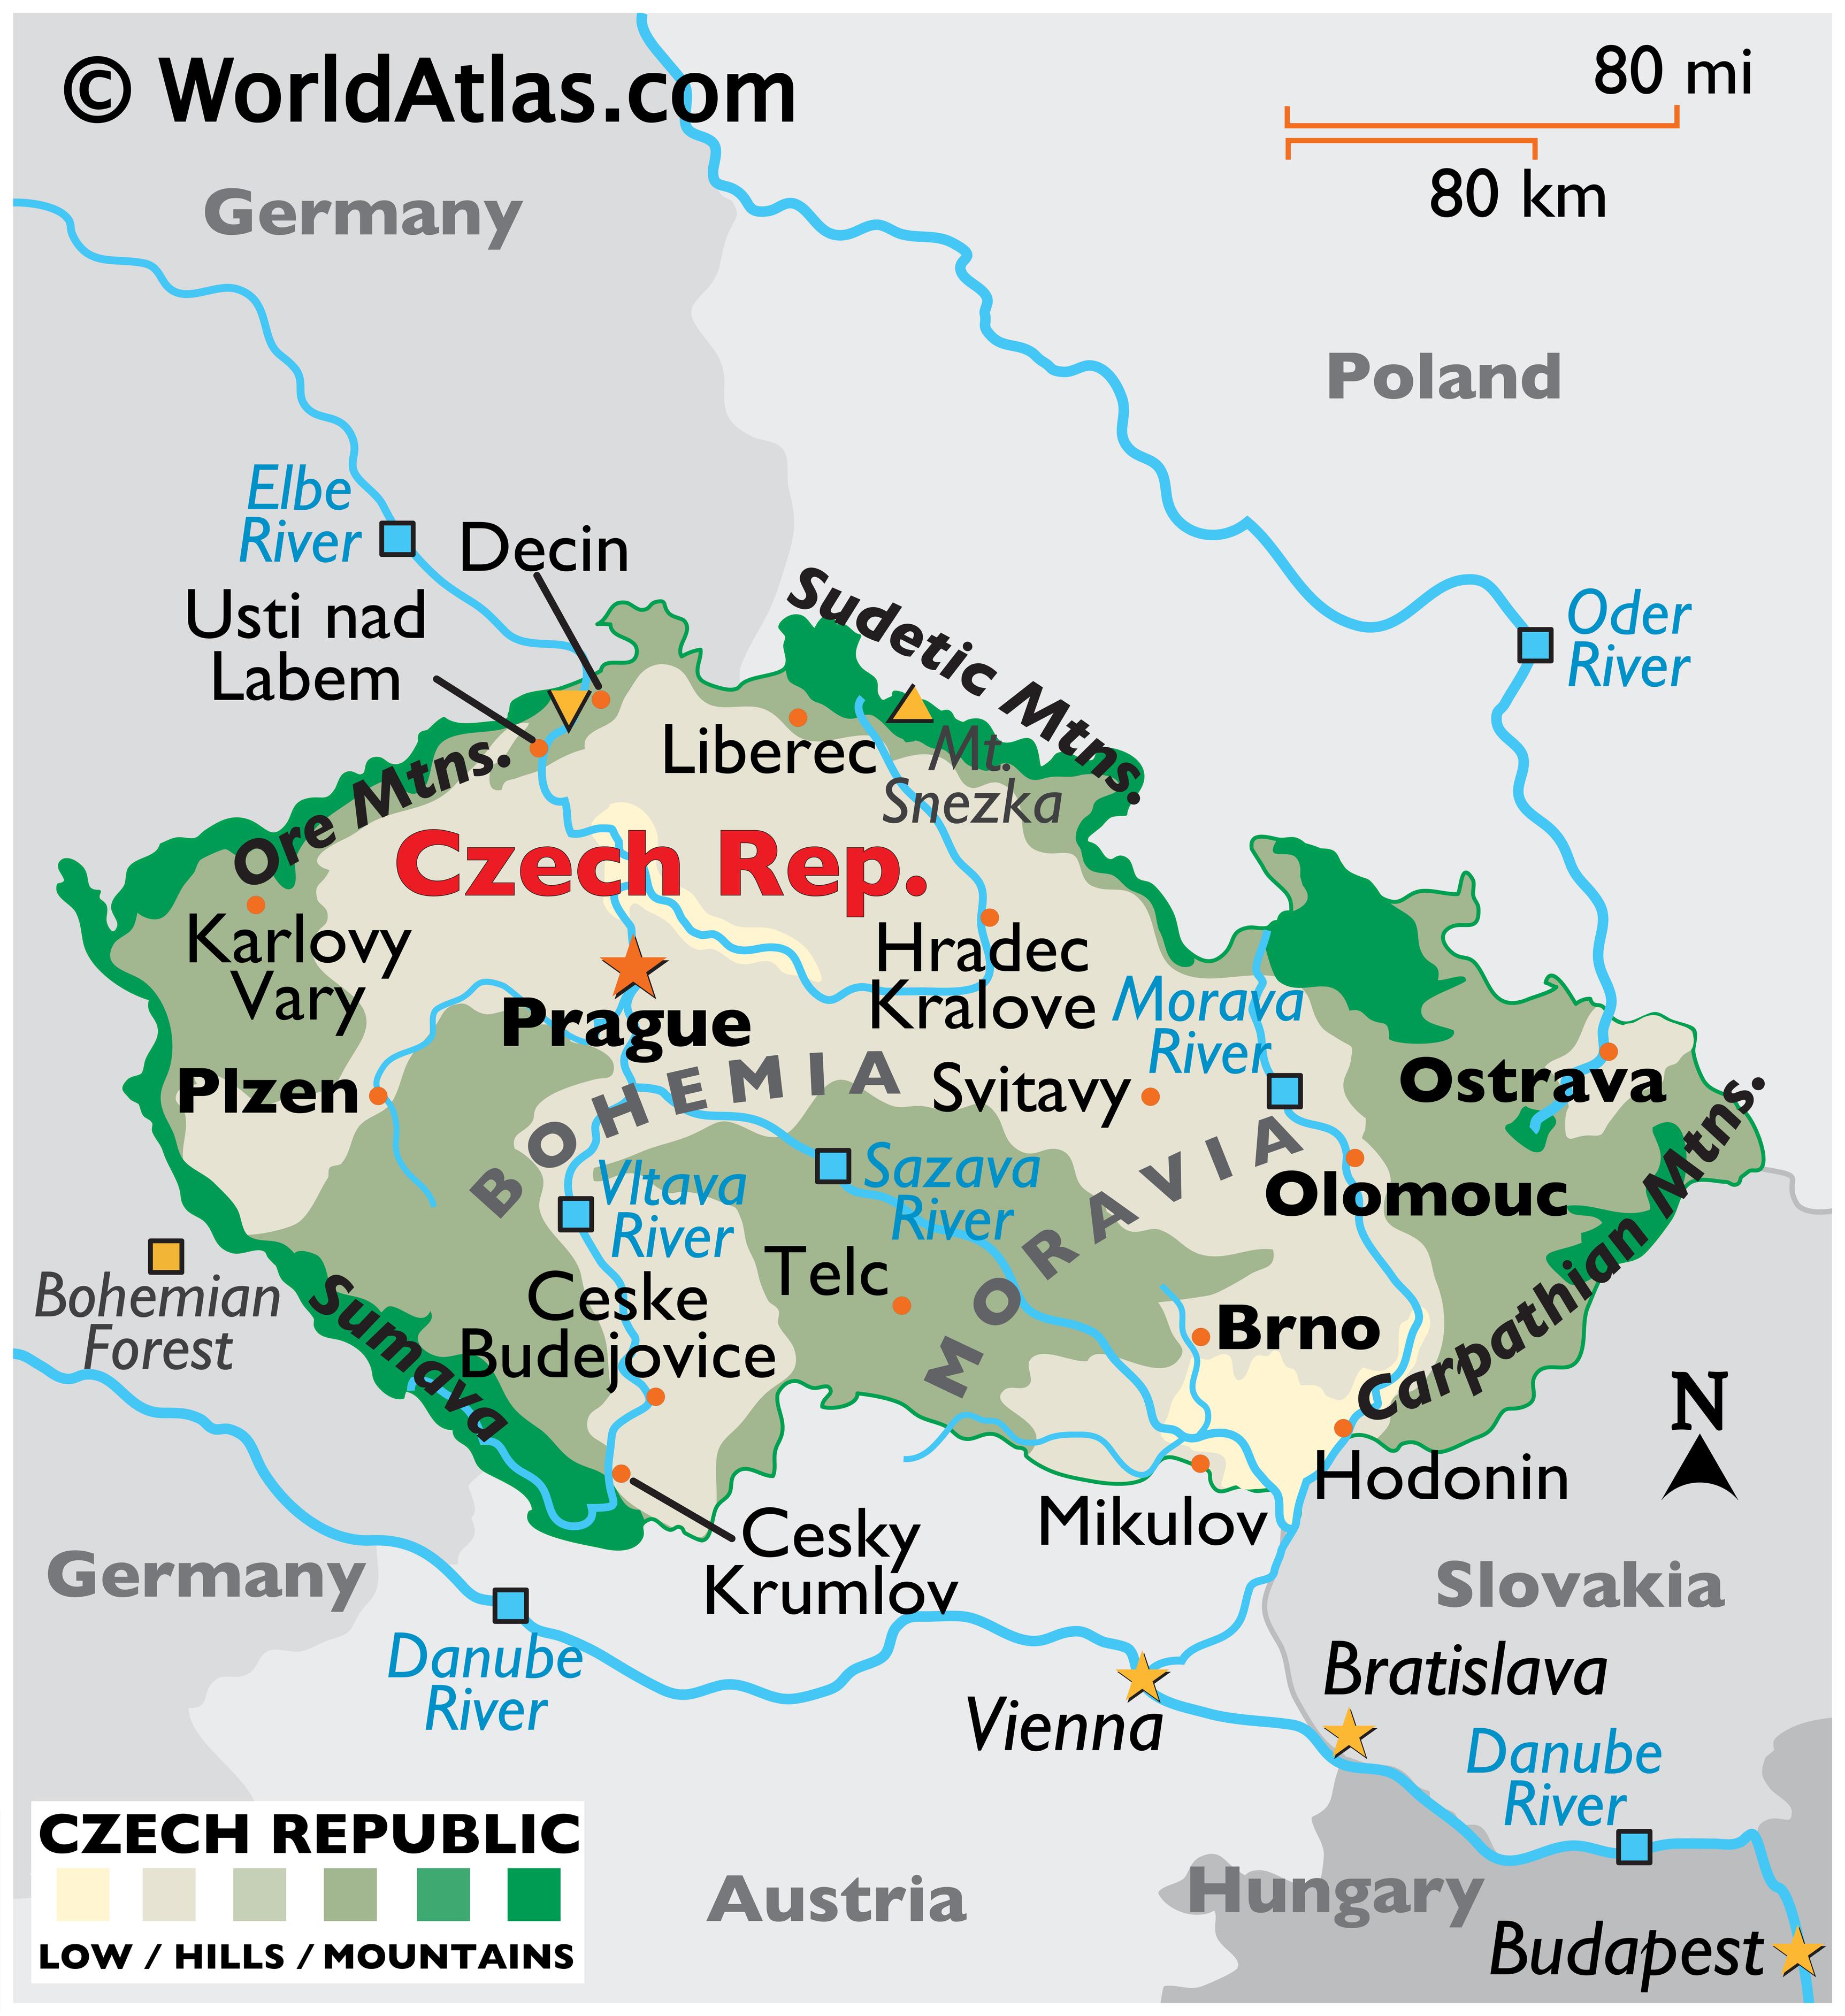 © WorldAtlas.com
80 mi
80 km
Germany
Poland
Elbe
River
Decin
Usti nad
Labem
Sudetic Mtns.
Oder
River
Liberec
Mt.
Snezka
Ore Mtns.
Czech Rep.
Karlovy
Vary
Hradec
Kralove
Morava
River
Prague
Plzen
BOHEMIA
Svitavy
Ostrava
Vltava
River
Sazava
River
MORAVIA
Olomouc
Carpathian Mtns.
Bohemian
Forest
Sumava
Ceske
Budejovice
Telc
Brno
N
Hodonin
Mikulov
Cesky
Krumlov
Germany
Slovakia
Danube
River
Vienna
Bratislava
Danube
River
CZECH REPUBLIC
LOW / HILLS / MOUNTAINS
Austria
Hungary
Budapest